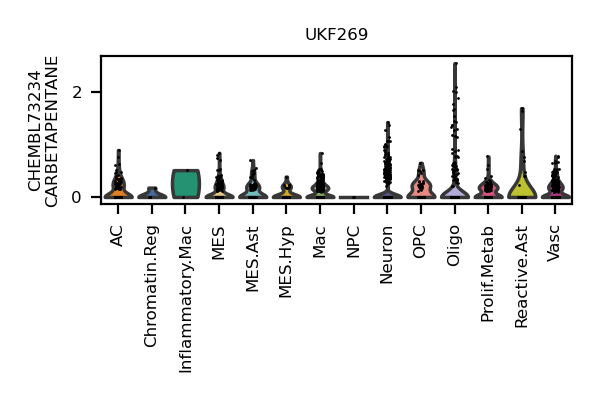 UKF269
CHEMBL73234
CARBETAPENTANE
2
0
AC
Chromatin.Reg
Inflammatory.Mac
MES
MES.Ast
MES.Hyp
Mac
NPC
Neuron
OPC
Oligo
Prolif.Metab
Reactive.Ast
Vasc